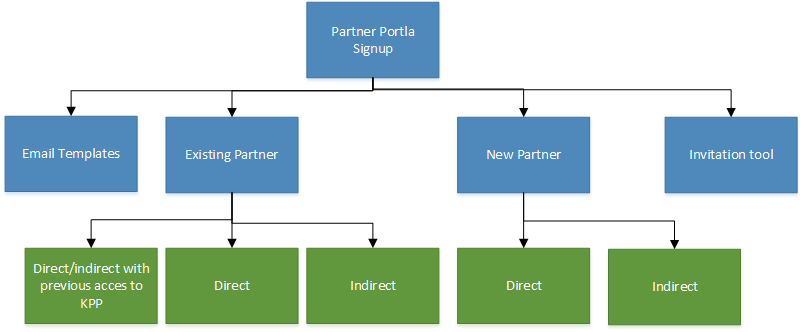 Partner Portla
Signup
Email Templates
Existing Partner
New Partner
Invitation tool
Direct/indirect with
previous acces to
KPP
Direct
Indirect
Direct
Indirect